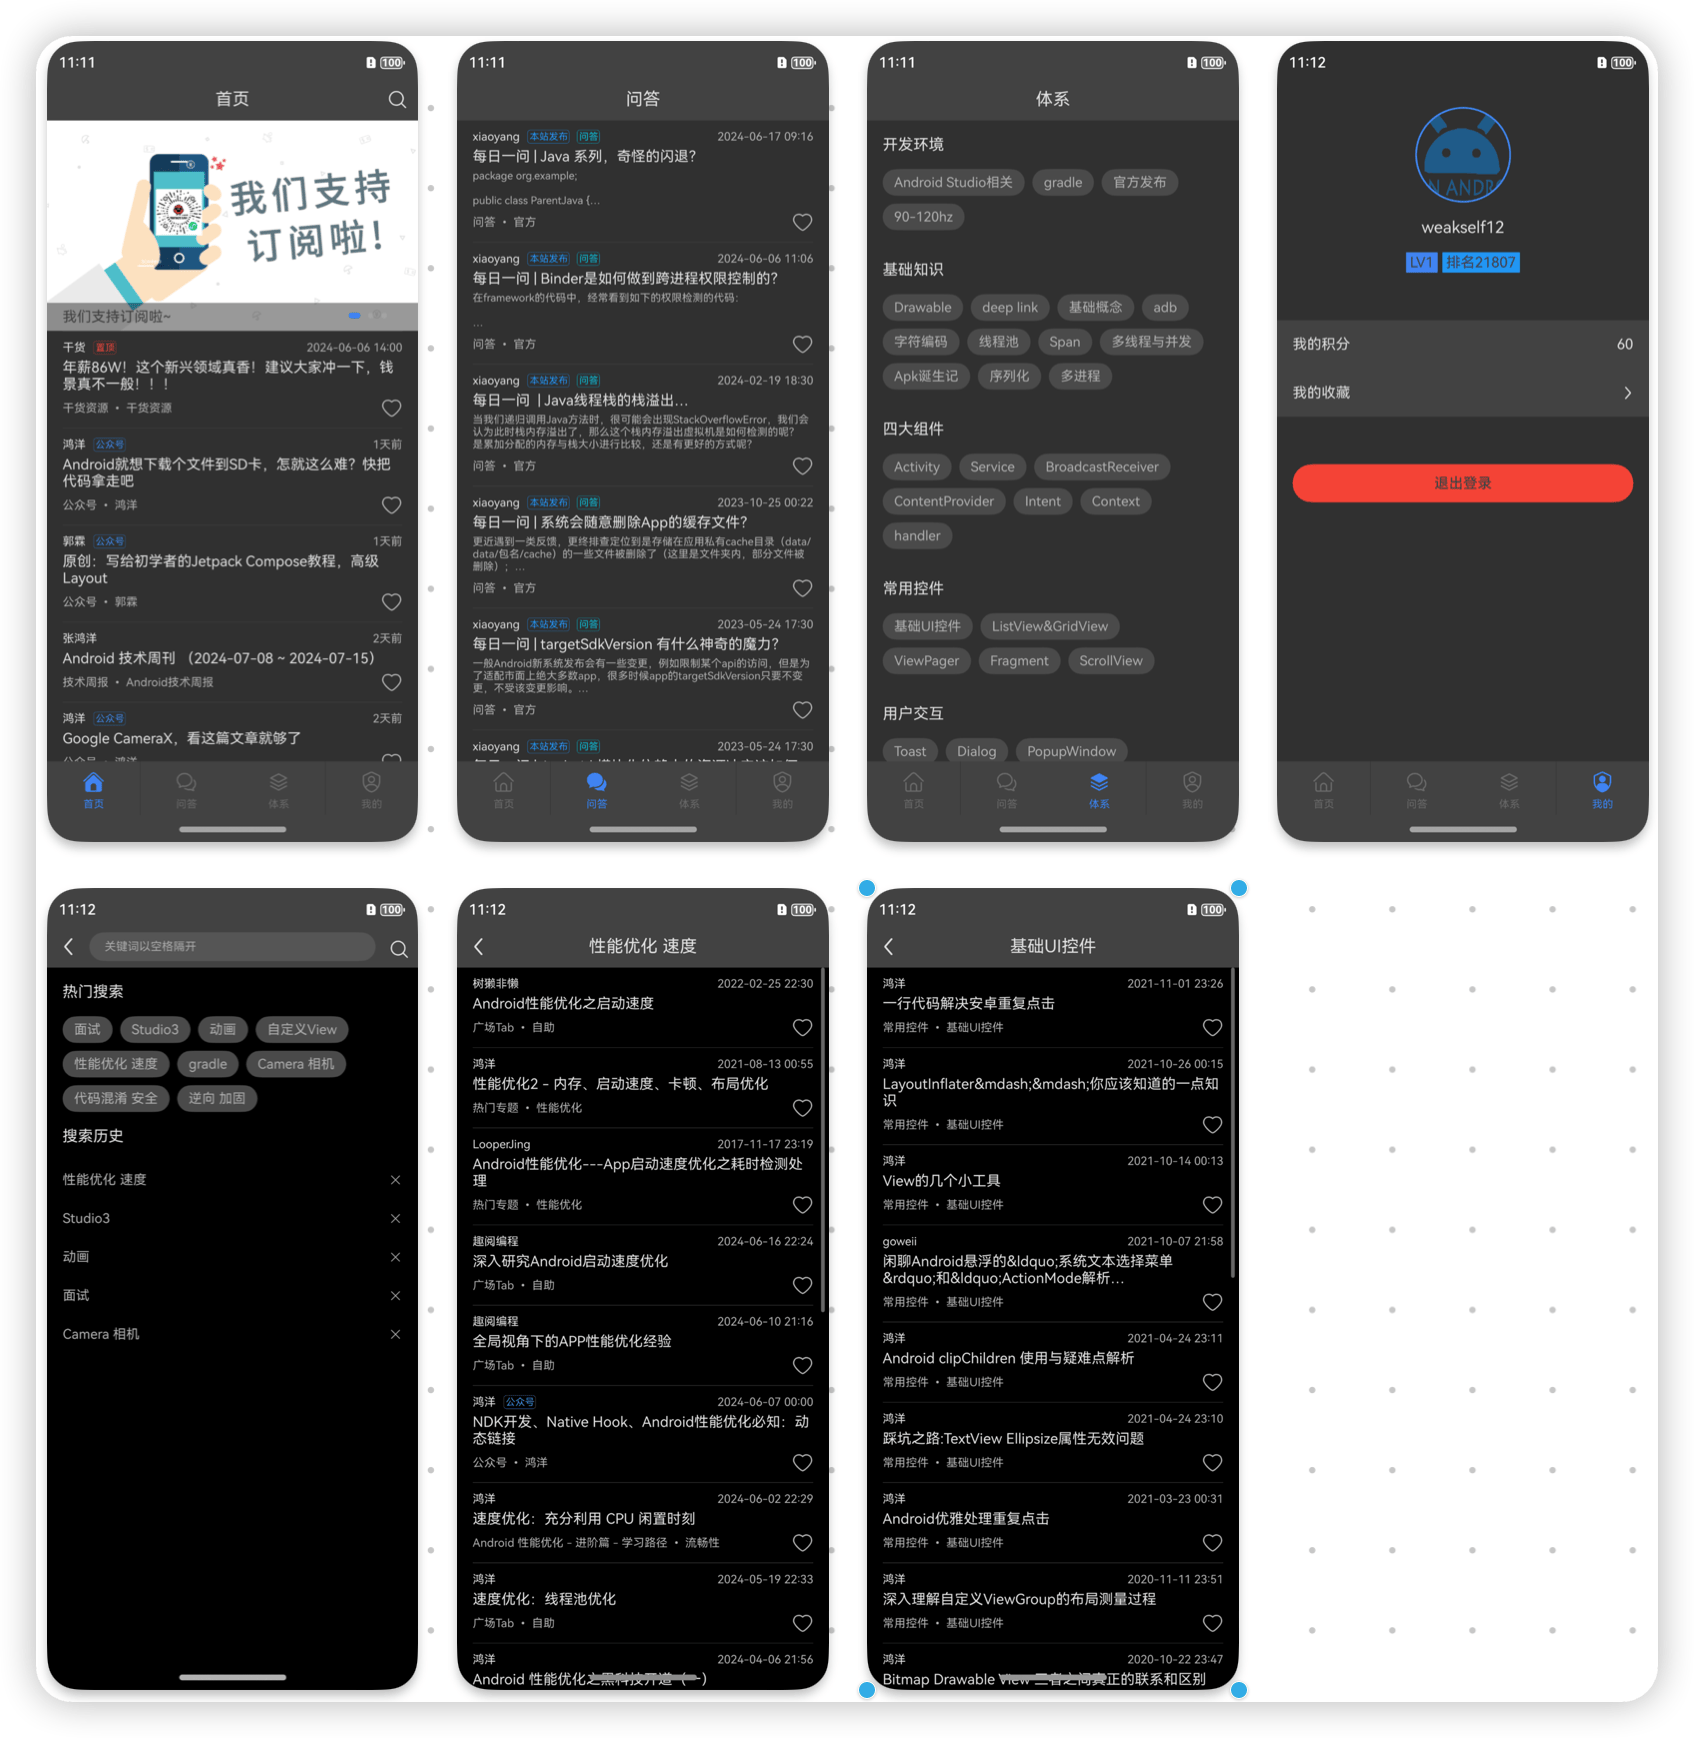 11:11
100
首页
我们支持
订阅啦!
我们支持订阅啦~
干货 置顶 2024-06-06 14:00
年薪86W！这个新兴领域真香！建议大家冲一下，钱
景真不一般！！！
干货资源 • 干货资源
鸿洋 公众号 1天前
Android就想下载个文件到SD卡，怎就这么难？快把
代码拿走吧
公众号 • 鸿洋
郭霖 公众号 1天前
原创：写给初学者的Jetpack Compose教程，高级
Layout
公众号 • 郭霖
张鸿洋 2天前
Android 技术周刊 （2024-07-08 ~ 2024-07-15）
技术周报 • Android技术周报
鸿洋 公众号 2天前
Google CameraX，看这篇文章就够了
首页 问答 体系 我的
11:11
100
问答
xiaoyang 本站发布 问答 2024-06-17 09:16
每日一问 | Java 系列，奇怪的闪退？
package org.example;
public class ParentJava {...
问答 • 官方
xiaoyang 本站发布 问答 2024-06-06 11:06
每日一问 | Binder是如何做到跨进程权限控制的？
在framework的代码中，经常看到如下的权限检测的代码：
...
问答 • 官方
xiaoyang 本站发布 问答 2024-02-19 18:30
每日一问 | Java线程栈的栈溢出...
当我们递归调用Java方法时，很可能会出现StackOverflowError，我们会
认为此时栈内存溢出了，那么这个栈内存溢出虚拟机是如何检测的呢？
是累加分配的内存与栈大小进行比较，还是有更好的方式呢？
问答 • 官方
xiaoyang 本站发布 问答 2023-10-25 00:22
每日一问 | 系统会随意删除App的缓存文件？
更近遇到一类反馈，更终排查定位到是存储在应用私有cache目录（data/
data/包名/cache）的一些文件被删除了（这里是文件夹内，部分文件被
删除）；...
问答 • 官方
xiaoyang 本站发布 问答 2023-05-24 17:30
每日一问 | targetSdkVersion 有什么神奇的魔力？
一般Android新系统发布会有一些变更，例如限制某个api的访问，但是为
了适配市面上绝大多数app，很多时候app的targetSdkVersion只要不变
更，不受该变更影响。...
问答 • 官方
xiaoyang 本站发布 问答 2023-05-24 17:30
首页 问答 体系 我的
11:11
100
体系
开发环境
Android Studio相关 gradle 官方发布
90-120hz
基础知识
Drawable deep link 基础概念 adb
字符编码 线程池 Span 多线程与并发
Apk诞生记 序列化 多进程
四大组件
Activity Service BroadcastReceiver
ContentProvider Intent Context
handler
常用控件
基础UI控件 ListView&GridView
ViewPager Fragment ScrollView
用户交互
Toast Dialog PopupWindow
首页 问答 体系 我的
11:12
100
N ANDR
weakself12
LV1 排名21807
我的积分 60
我的收藏
退出登录
首页 问答 体系 我的
11:12
100
关键词以空格隔开
热门搜索
面试 Studio3 动画 自定义View
性能优化 速度 gradle Camera 相机
代码混淆 安全 逆向 加固
搜索历史
性能优化 速度
Studio3
动画
面试
Camera 相机
11:12
100
性能优化 速度
树獭非懒 2022-02-25 22:30
Android性能优化之启动速度
广场Tab • 自助
鸿洋 2021-08-13 00:55
性能优化2 - 内存、启动速度、卡顿、布局优化
热门专题 • 性能优化
LooperJing 2017-11-17 23:19
Android性能优化---App启动速度优化之耗时检测处
理
热门专题 • 性能优化
趣阅编程 2024-06-16 22:24
深入研究Android启动速度优化
广场Tab • 自助
趣阅编程 2024-06-10 21:16
全局视角下的APP性能优化经验
广场Tab • 自助
鸿洋 公众号 2024-06-07 00:00
NDK开发、Native Hook、Android性能优化必知：动
态链接
公众号 • 鸿洋
鸿洋 2024-06-02 22:29
速度优化：充分利用 CPU 闲置时刻
Android 性能优化 - 进阶篇 - 学习路径 • 流畅性
鸿洋 2024-05-19 22:33
速度优化：线程池优化
广场Tab • 自助
鸿洋 2024-04-06 21:56
Android 性能优化之黑科技开道（一）
11:12
100
基础UI控件
鸿洋 2021-11-01 23:26
一行代码解决安卓重复点击
常用控件 • 基础UI控件
鸿洋 2021-10-26 00:15
LayoutInflater&mdash;&mdash;你应该知道的一点知
识
常用控件 • 基础UI控件
鸿洋 2021-10-14 00:13
View的几个小工具
常用控件 • 基础UI控件
goweii 2021-10-07 21:58
闲聊Android悬浮的&ldquo;系统文本选择菜单
&rdquo;和&ldquo;ActionMode解析...
常用控件 • 基础UI控件
鸿洋 2021-04-24 23:11
Android clipChildren 使用与疑难点解析
常用控件 • 基础UI控件
鸿洋 2021-04-24 23:10
踩坑之路:TextView Ellipsize属性无效问题
常用控件 • 基础UI控件
鸿洋 2021-03-23 00:31
Android优雅处理重复点击
常用控件 • 基础UI控件
鸿洋 2020-11-11 23:51
深入理解自定义ViewGroup的布局测量过程
常用控件 • 基础UI控件
鸿洋 2020-10-22 23:47
Bitmap Drawable View 三者之间真正的联系和区别